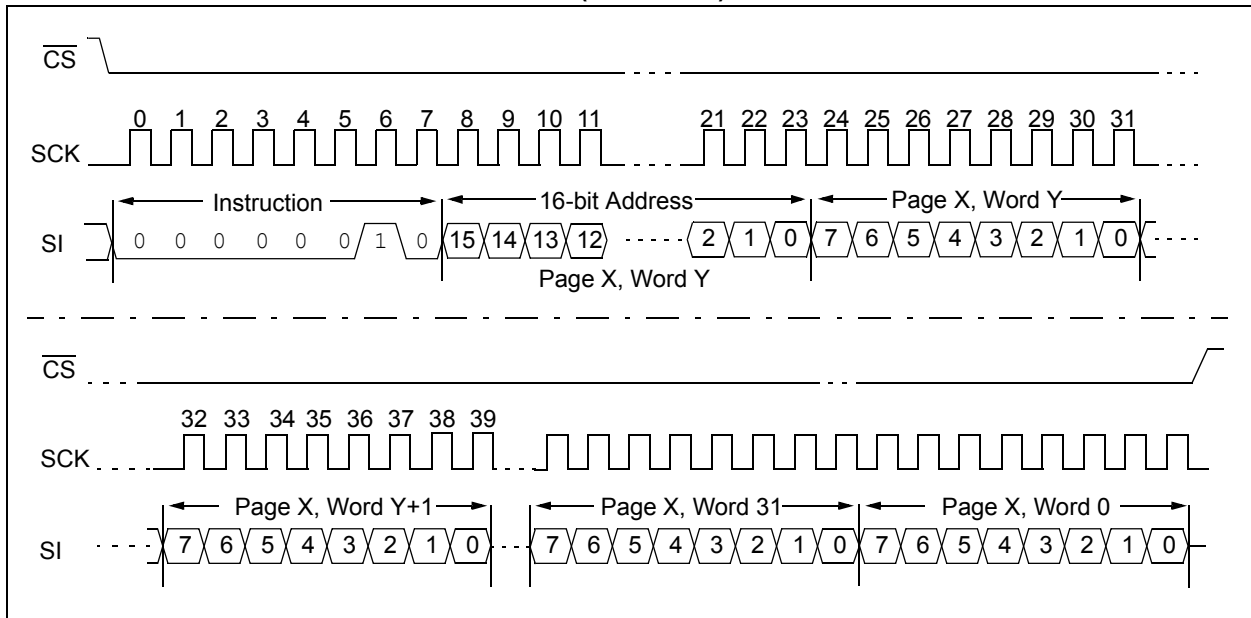 CS
0 1 2 3 4 5 6 7 8 9 10 11 21 22 23 24 25 26 27 28 29 30 31
SCK
Instruction 16-bit Address Page X, Word Y
SI 0 0 0 0 0 0 1 0 15 14 13 12 2 1 0 7 6 5 4 3 2 1 0
Page X, Word Y
CS
32 33 34 35 36 37 38 39
SCK
Page X, Word Y+1 Page X, Word 31 Page X, Word 0
SI 7 6 5 4 3 2 1 0 7 6 5 4 3 2 1 0 7 6 5 4 3 2 1 0